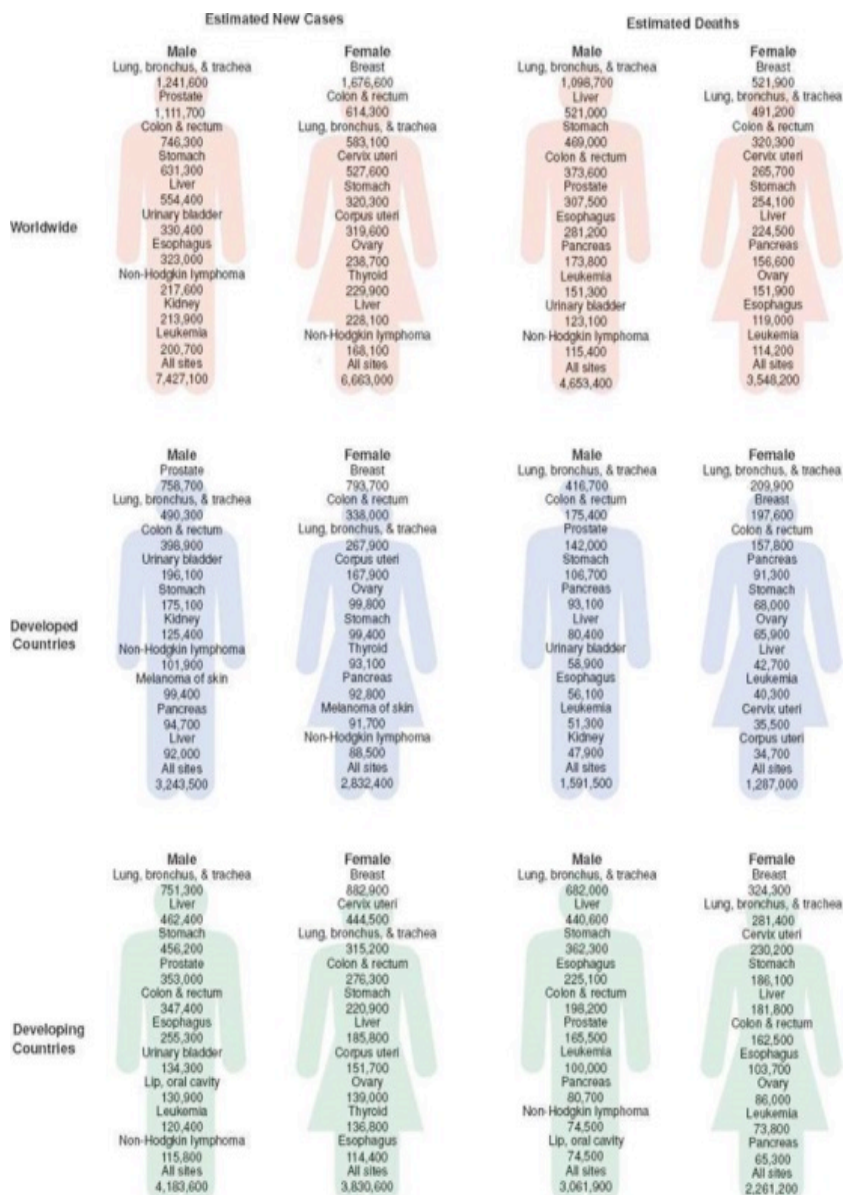 Estimated New Cases
Estimated Deaths
Worldwide
Male
Lung, bronchus, & trachea
1,241,600
Prostate
1,111,700
Colon & rectum
746,300
Stomach
631,300
Liver
554,400
Urinary bladder
330,400
Esophagus
323,000
Non-Hodgkin lymphoma
217,600
Kidney
213,900
Leukemia
200,700
All sites
7,427,100
Female
Breast
1,676,600
Colon & rectum
614,300
Lung, bronchus, & trachea
583,100
Cervix uteri
527,600
Stomach
320,300
Corpus uteri
319,600
Ovary
238,700
Thyroid
229,900
Liver
228,100
Non-Hodgkin lymphoma
168,100
All sites
6,663,000
Male
Lung, bronchus, & trachea
1,098,700
Liver
521,000
Stomach
469,000
Colon & rectum
373,600
Prostate
307,500
Esophagus
281,200
Pancreas
173,800
Leukemia
151,300
Urinary bladder
123,100
Non-Hodgkin lymphoma
115,400
All sites
4,653,400
Female
Breast
521,900
Lung, bronchus, & trachea
491,200
Colon & rectum
320,300
Cervix uteri
265,700
Stomach
254,100
Liver
224,500
Pancreas
156,600
Ovary
151,900
Esophagus
119,000
Leukemia
114,200
All sites
3,548,200
Developed
Countries
Male
Prostate
758,700
Lung, bronchus, & trachea
490,300
Colon & rectum
398,900
Urinary bladder
196,100
Stomach
175,100
Kidney
125,400
Non-Hodgkin lymphoma
101,900
Melanoma of skin
99,400
Pancreas
94,700
Liver
92,000
All sites
3,243,500
Female
Breast
793,700
Colon & rectum
338,000
Lung, bronchus, & trachea
267,900
Corpus uteri
167,900
Ovary
99,800
Stomach
99,400
Thyroid
93,100
Pancreas
92,800
Melanoma of skin
91,700
Non-Hodgkin lymphoma
88,500
All sites
2,832,400
Male
Lung, bronchus, & trachea
416,700
Colon & rectum
175,400
Prostate
142,000
Stomach
106,700
Pancreas
93,100
Liver
80,400
Urinary bladder
58,900
Esophagus
56,100
Leukemia
51,300
Kidney
47,900
All sites
1,591,500
Female
Lung, bronchus, & trachea
209,900
Breast
197,600
Colon & rectum
157,800
Pancreas
91,300
Stomach
68,000
Ovary
65,900
Liver
42,700
Leukemia
40,300
Cervix uteri
35,500
Corpus uteri
34,700
All sites
1,287,000
Developing
Countries
Male
Lung, bronchus, & trachea
751,300
Liver
462,400
Stomach
456,200
Prostate
353,000
Colon & rectum
347,400
Esophagus
255,300
Urinary bladder
134,300
Lip, oral cavity
130,900
Leukemia
120,400
Non-Hodgkin lymphoma
115,800
All sites
4,183,600
Female
Breast
882,900
Cervix uteri
444,500
Lung, bronchus, & trachea
315,200
Colon & rectum
276,300
Stomach
220,900
Liver
185,800
Corpus uteri
151,700
Ovary
139,000
Thyroid
136,800
Esophagus
114,400
All sites
3,830,600
Male
Lung, bronchus, & trachea
682,000
Liver
440,600
Stomach
362,300
Esophagus
225,100
Colon & rectum
198,200
Prostate
165,500
Leukemia
100,000
Pancreas
80,700
Non-Hodgkin lymphoma
74,500
Lip, oral cavity
74,500
All sites
3,061,900
Female
Breast
324,300
Lung, bronchus, & trachea
281,400
Cervix uteri
230,200
Stomach
186,100
Liver
181,800
Colon & rectum
162,500
Esophagus
103,700
Ovary
86,000
Leukemia
73,800
Pancreas
65,300
All sites
2,261,200